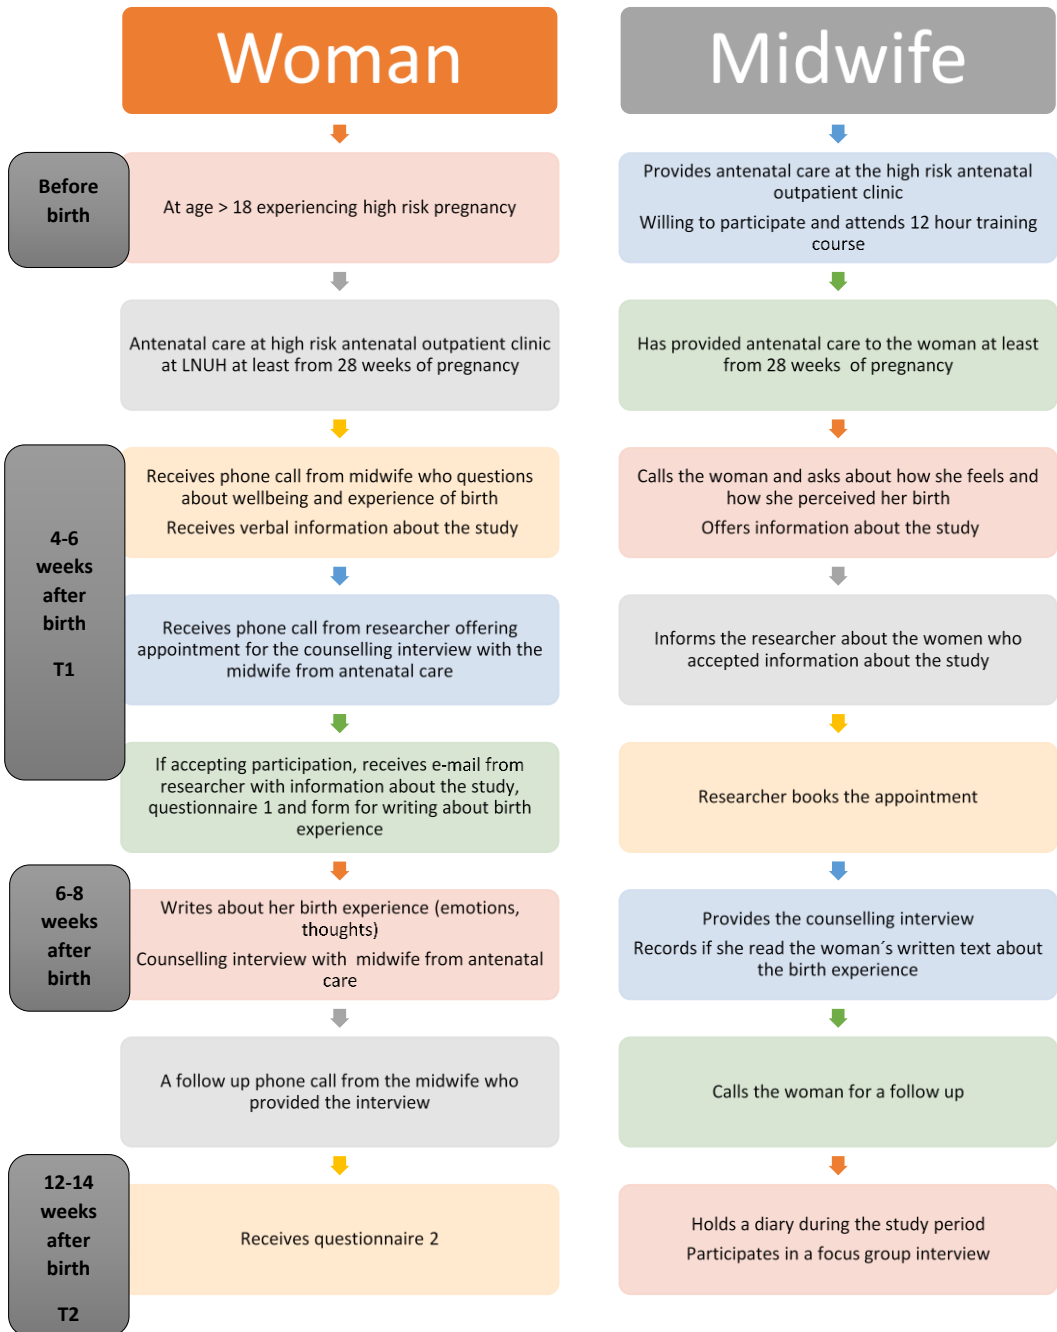 Woman
Midwife
Before
birth
At age > 18 experiencing high risk pregnancy
Provides antenatal care at the high risk antenatal
outpatient clinic
Willing to participate and attends 12 hour training
course
Antenatal care at high risk antenatal outpatient clinic
at LNUH at least from 28 weeks of pregnancy
Has provided antenatal care to the woman at least
from 28 weeks of pregnancy
4-6
weeks
after
birth
T1
Receives phone call from midwife who questions
about wellbeing and experience of birth
Receives verbal information about the study
Calls the woman and asks about how she feels and
how she perceived her birth
Offers information about the study
Receives phone call from researcher offering
appointment for the counselling interview with the
midwife from antenatal care
Informs the researcher about the women who
accepted information about the study
If accepting participation, receives e-mail from
researcher with information about the study,
questionnaire 1 and form for writing about birth
experience
Researcher books the appointment
6-8
weeks
after
birth
Writes about her birth experience (emotions,
thoughts)
Counselling interview with midwife from antenatal
care
Provides the counselling interview
Records if she read the woman´s written text about
the birth experience
A follow up phone call from the midwife who
provided the interview
Calls the woman for a follow up
12-14
weeks
after
birth
T2
Receives questionnaire 2
Holds a diary during the study period
Participates in a focus group interview